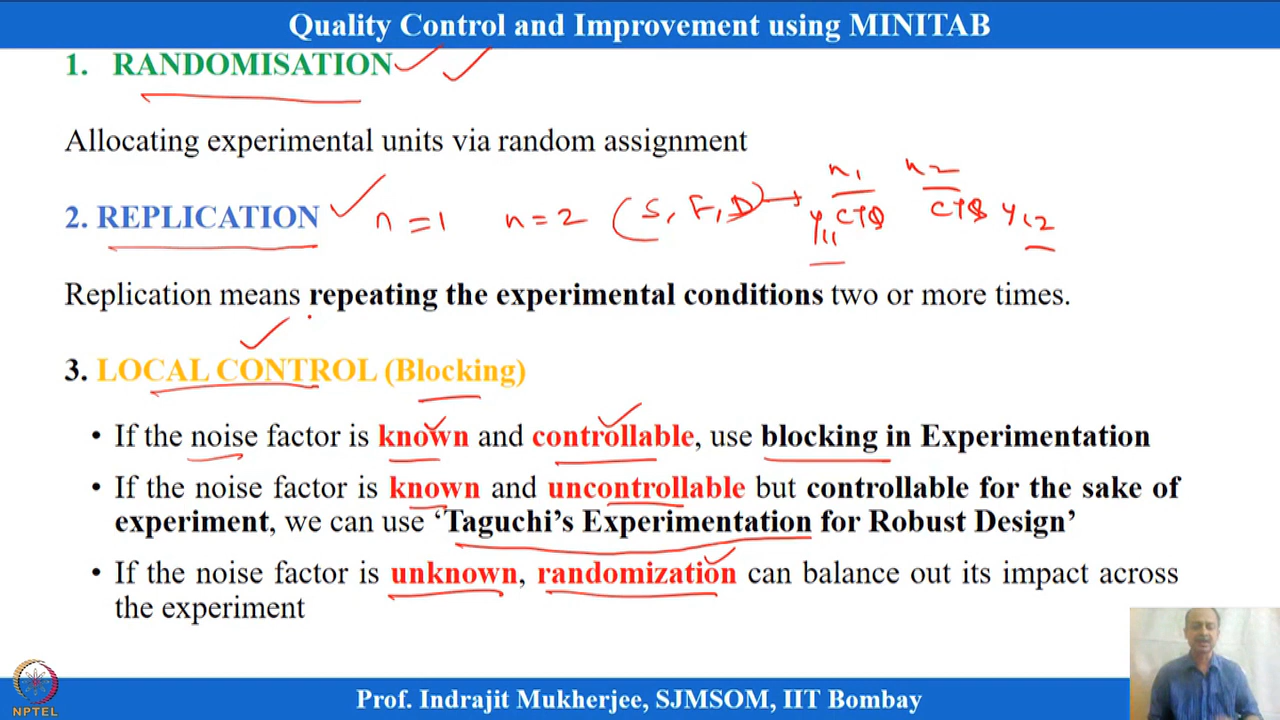 Quality Control and Improvement using MINITAB
1. RANDOMISATION
Allocating experimental units via random assignment
n1 n2
2. REPLICATION n=1 n=2 (S, F, D) → CTQ CTQ y12
y11
Replication means repeating the experimental conditions two or more times.
3. LOCAL CONTROL (Blocking)
• If the noise factor is known and controllable, use blocking in Experimentation
• If the noise factor is known and uncontrollable but controllable for the sake of
experiment, we can use ‘Taguchi’s Experimentation for Robust Design’
• If the noise factor is unknown, randomization can balance out its impact across
the experiment
NPTEL
Prof. Indrajit Mukherjee, SJMSOM, IIT Bombay